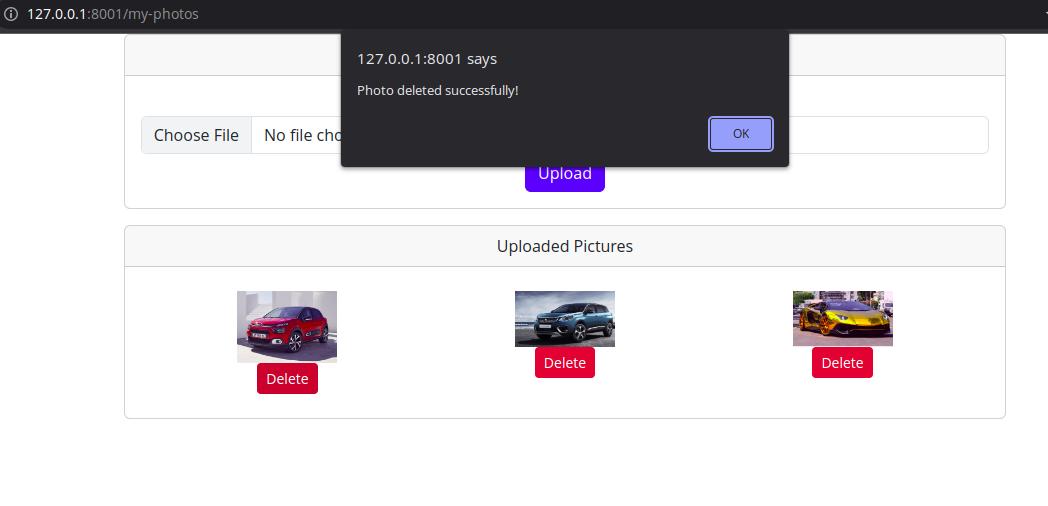 127.0.0.1:8001/my-photos
127.0.0.1:8001 says
Photo deleted successfully!
OK
Choose File
No file cho
Upload
Uploaded Pictures
Delete
Delete
Delete